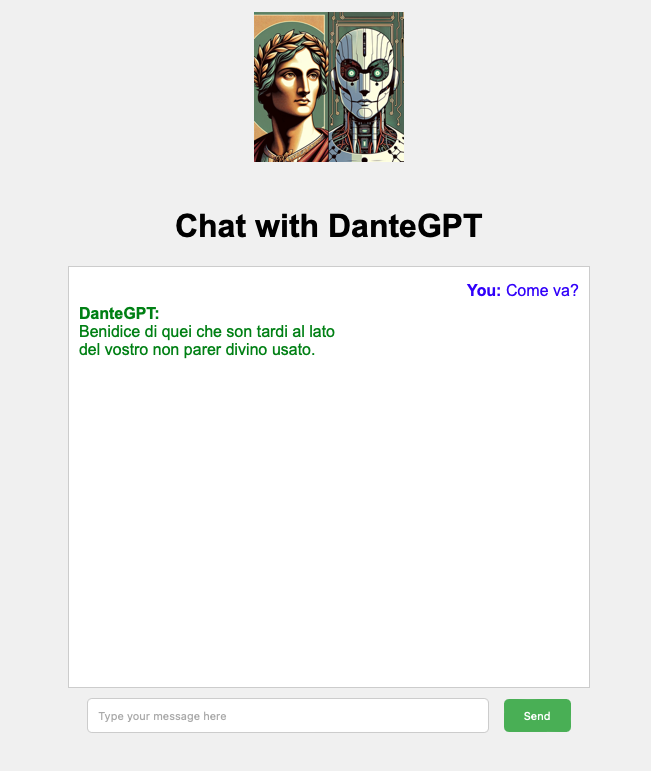 Chat with DanteGPT
You: Come va?
DanteGPT:
Benidice di quei che son tardi al lato
del vostro non parer divino usato.
Type your message here
Send